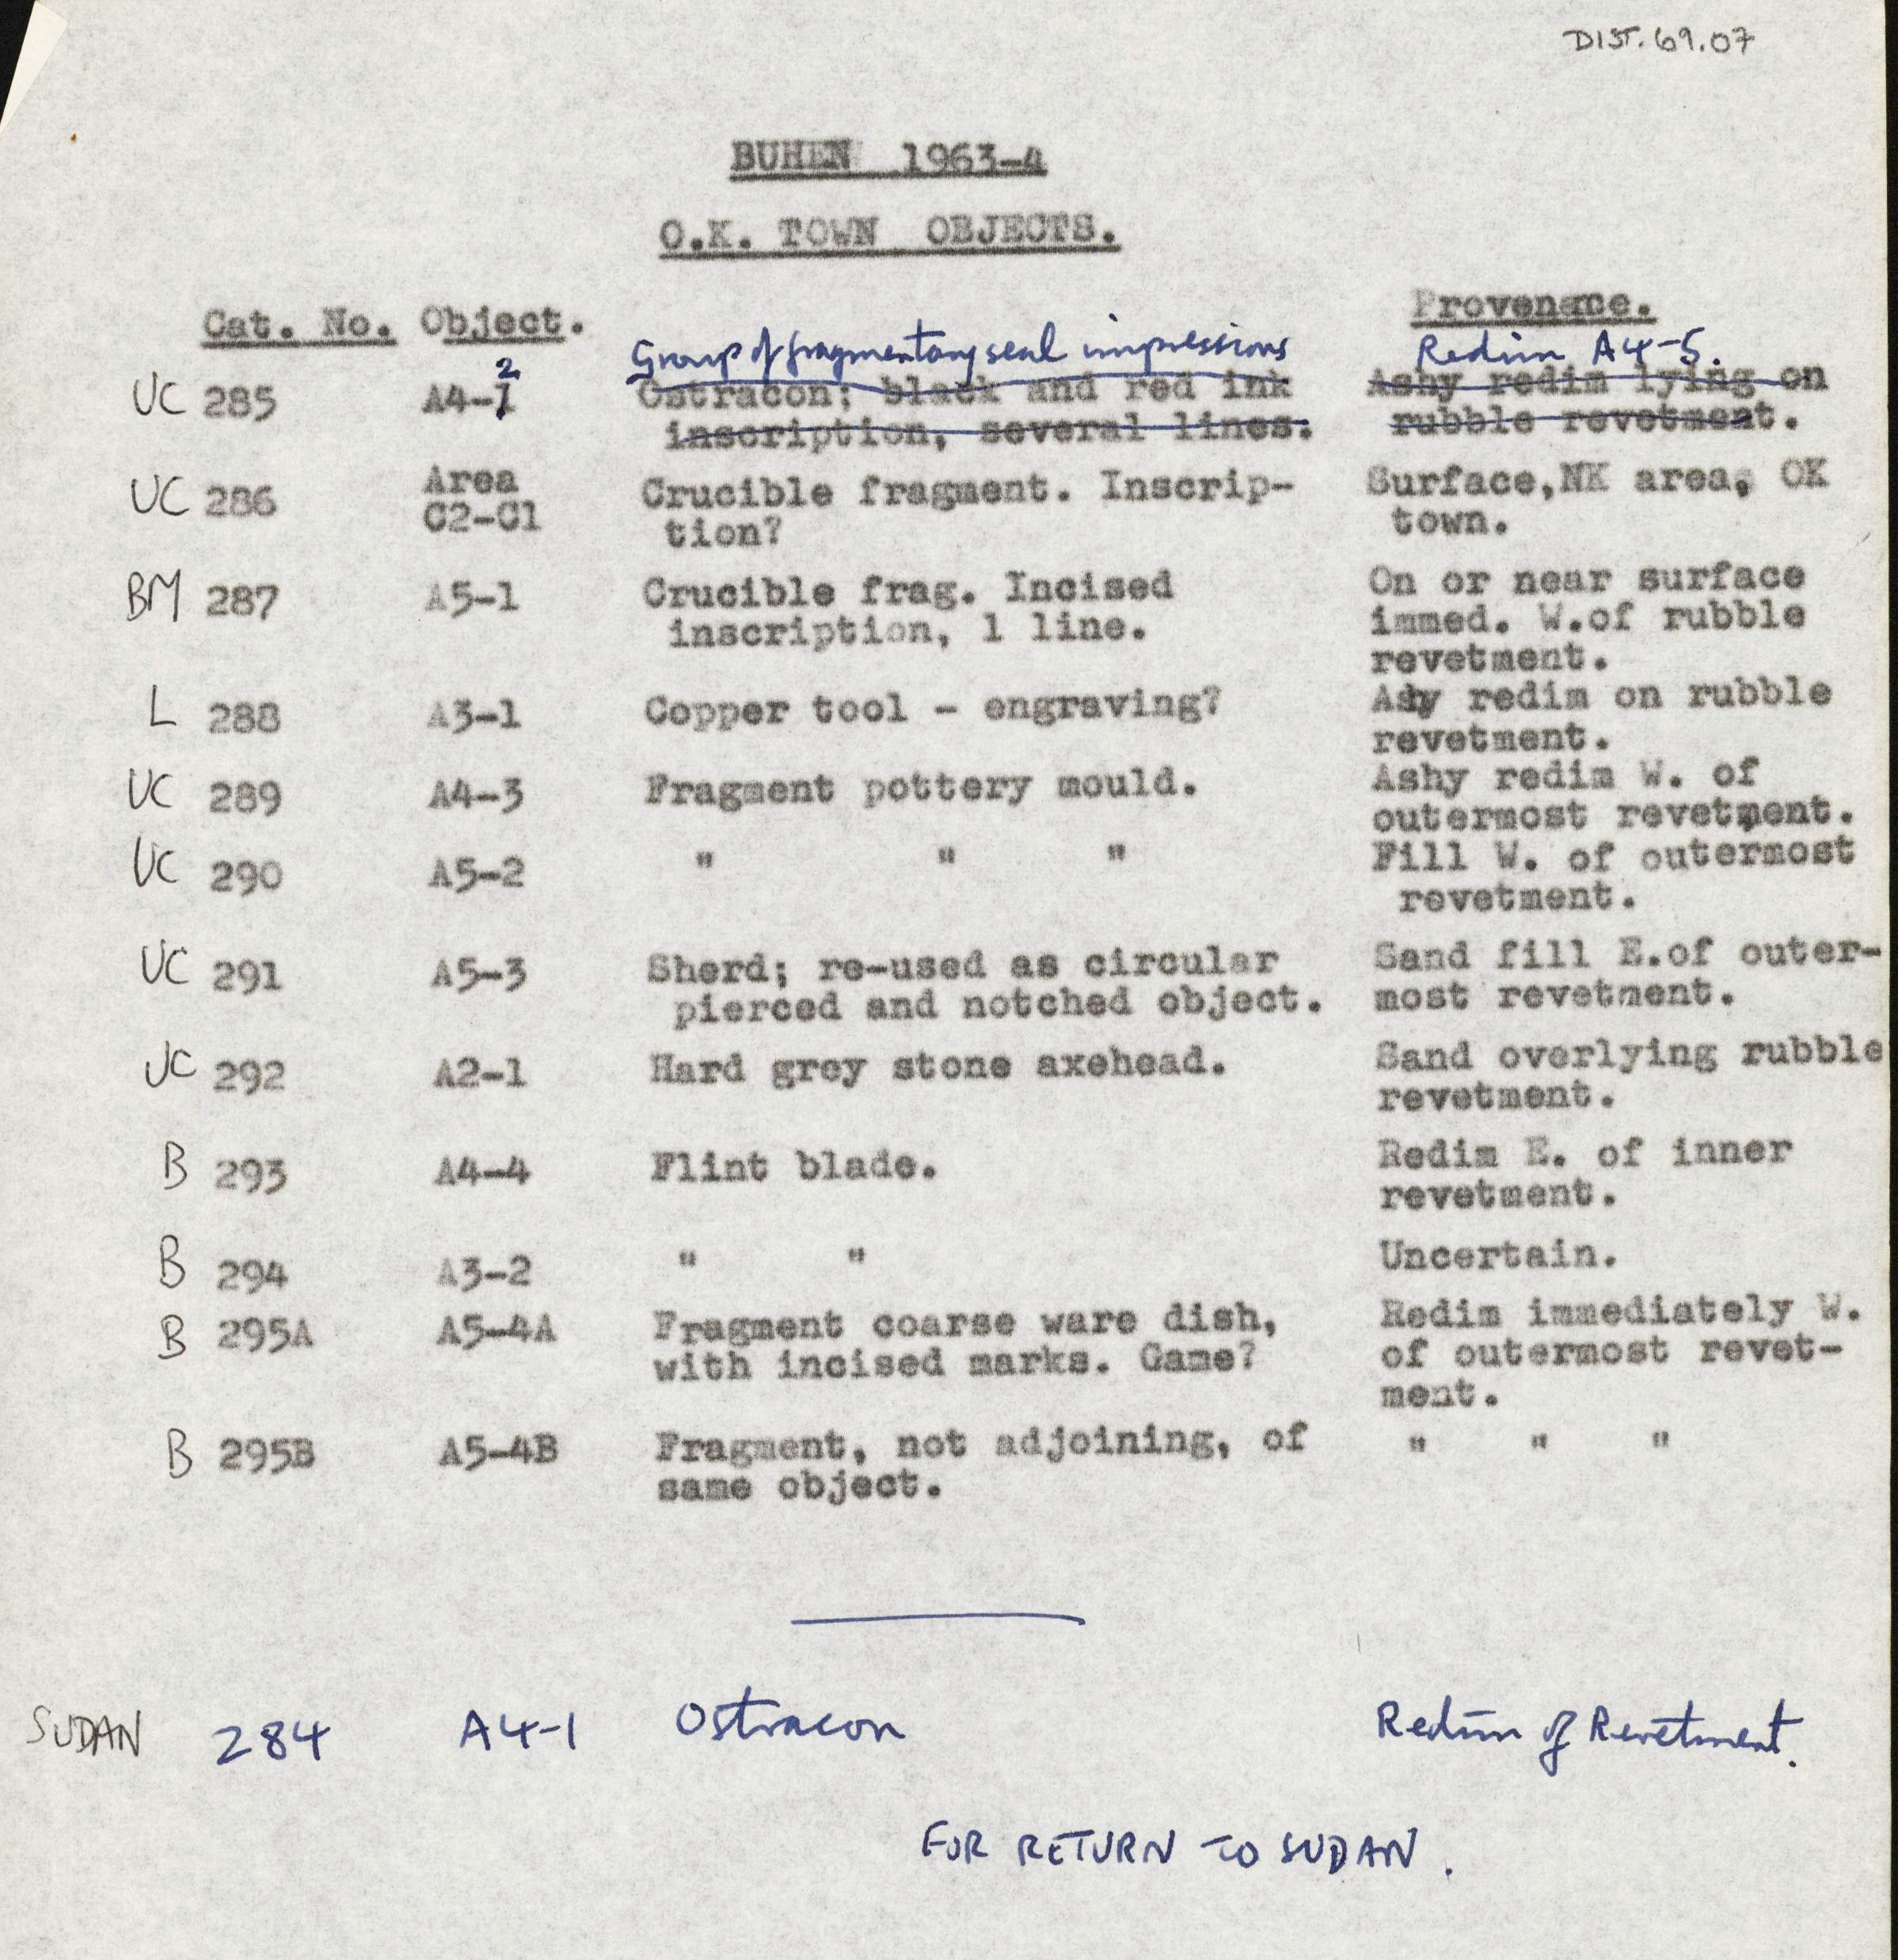 DIST.69.07
BUHEN 1963-4
O.K. TOWN OBJECTS.
Cat. No. Object. Provenance.
Group of fragmentary seal impressions Redim A4-5.
2
UC 285 A4-1 Ostracon; black and red ink Ashy redim lying on
inscription, several lines. rubble revetment.
UC 286 Area C2-C1 Crucible fragment. Inscrip- Surface,NK area, OK
tion? town.
BM 287 A5-1 Crucible frag. Incised On or near surface
inscription, 1 line. immed. W.of rubble
revetment.
L 288 A3-1 Copper tool - engraving? Ashy redim on rubble
revetment.
UC 289 A4-3 Fragment pottery mould. Ashy redim W. of
outermost revetment.
UC 290 A5-2 " " " Fill W. of outermost
revetment.
UC 291 A5-3 Sherd; re-used as circular Sand fill E.of outer-
pierced and notched object. most revetment.
UC 292 A2-1 Hard grey stone axehead. Sand overlying rubble
revetment.
B 293 A4-4 Flint blade. Redim E. of inner
revetment.
B 294 A3-2 " " Uncertain.
B 295A A5-4A Fragment coarse ware dish, Redim immediately W.
with incised marks. Game? of outermost revet-
ment.
B 295B A5-4B Fragment, not adjoining, of " " "
same object.
SUDAN 284 A4-1 Ostracon Redim of Revetment.
FOR RETURN TO SUDAN.